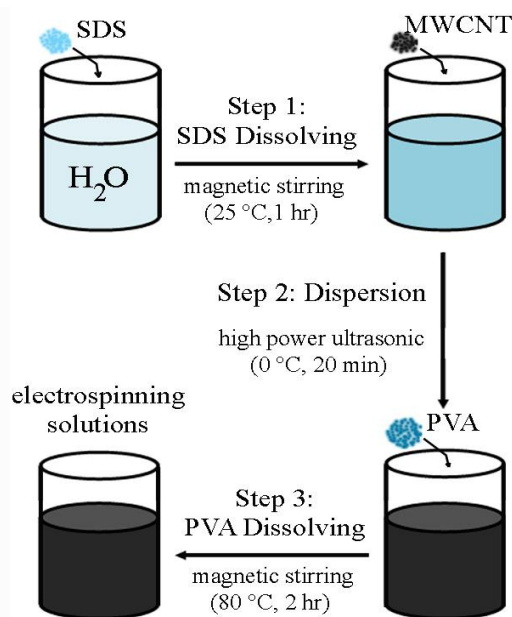 SDS
H₂O
Step 1:
SDS Dissolving
magnetic stirring
(25 °C,1 hr)
MWCNT
Step 2: Dispersion
high power ultrasonic
(0 °C, 20 min)
PVA
Step 3:
PVA Dissolving
magnetic stirring
(80 °C, 2 hr)
electrospinning
solutions